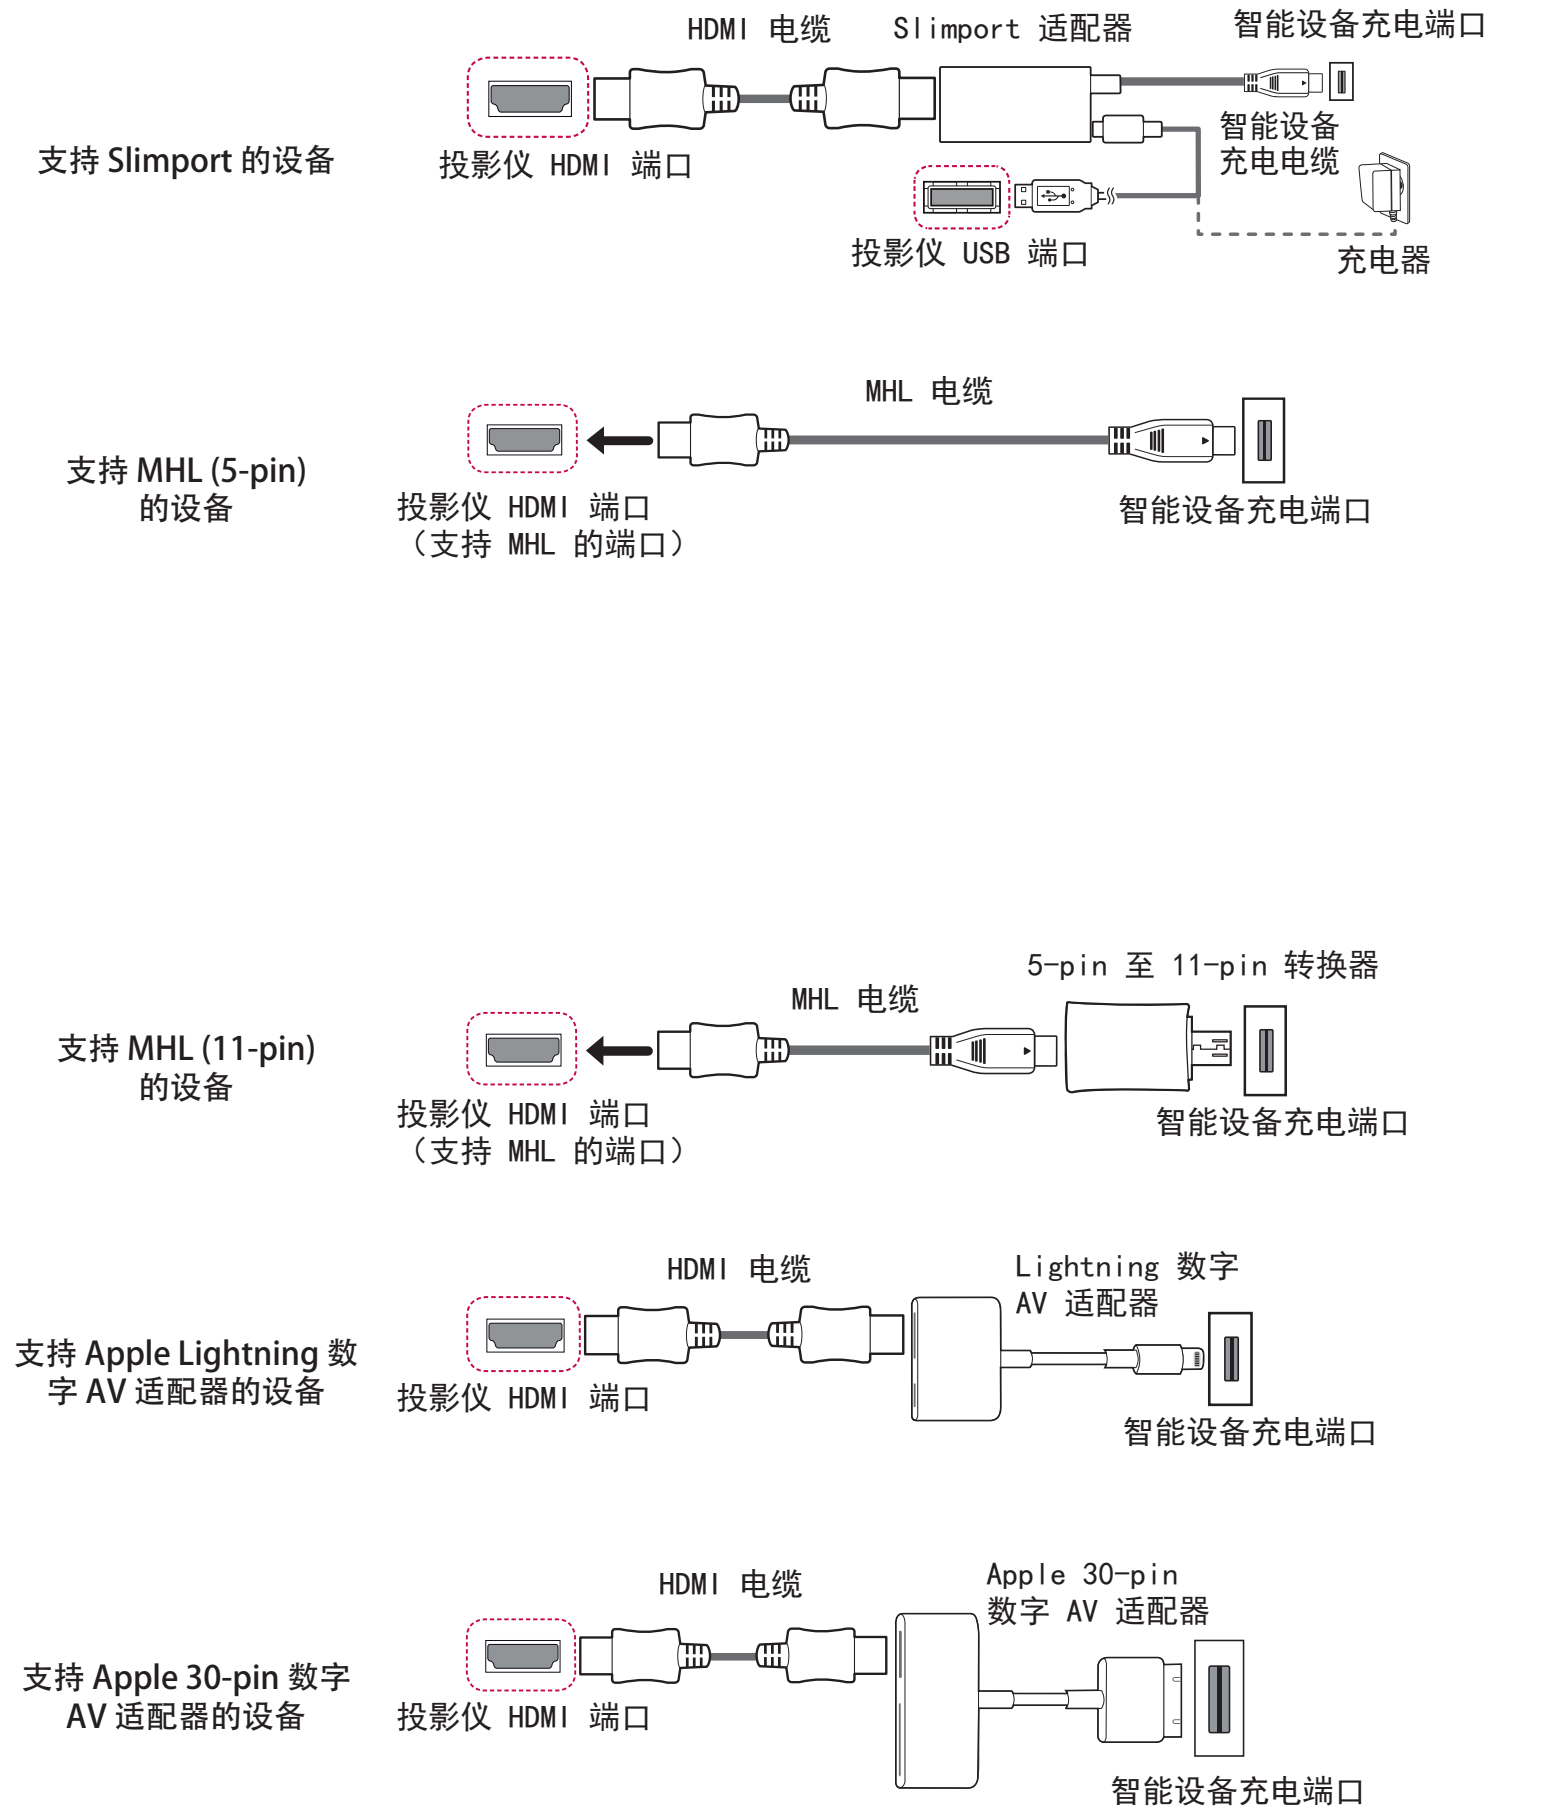 HDMI 电缆
Slimport 适配器
智能设备充电端口
支持 Slimport 的设备
投影仪 HDMI 端口
智能设备
充电电缆
投影仪 USB 端口
充电器
MHL 电缆
支持 MHL (5-pin)
的设备
投影仪 HDMI 端口
（支持 MHL 的端口）
智能设备充电端口
5-pin 至 11-pin 转换器
MHL 电缆
支持 MHL (11-pin)
的设备
投影仪 HDMI 端口
（支持 MHL 的端口）
智能设备充电端口
HDMI 电缆
Lightning 数字
AV 适配器
支持 Apple Lightning 数
字 AV 适配器的设备
投影仪 HDMI 端口
智能设备充电端口
HDMI 电缆
Apple 30-pin
数字 AV 适配器
支持 Apple 30-pin 数字
AV 适配器的设备
投影仪 HDMI 端口
智能设备充电端口